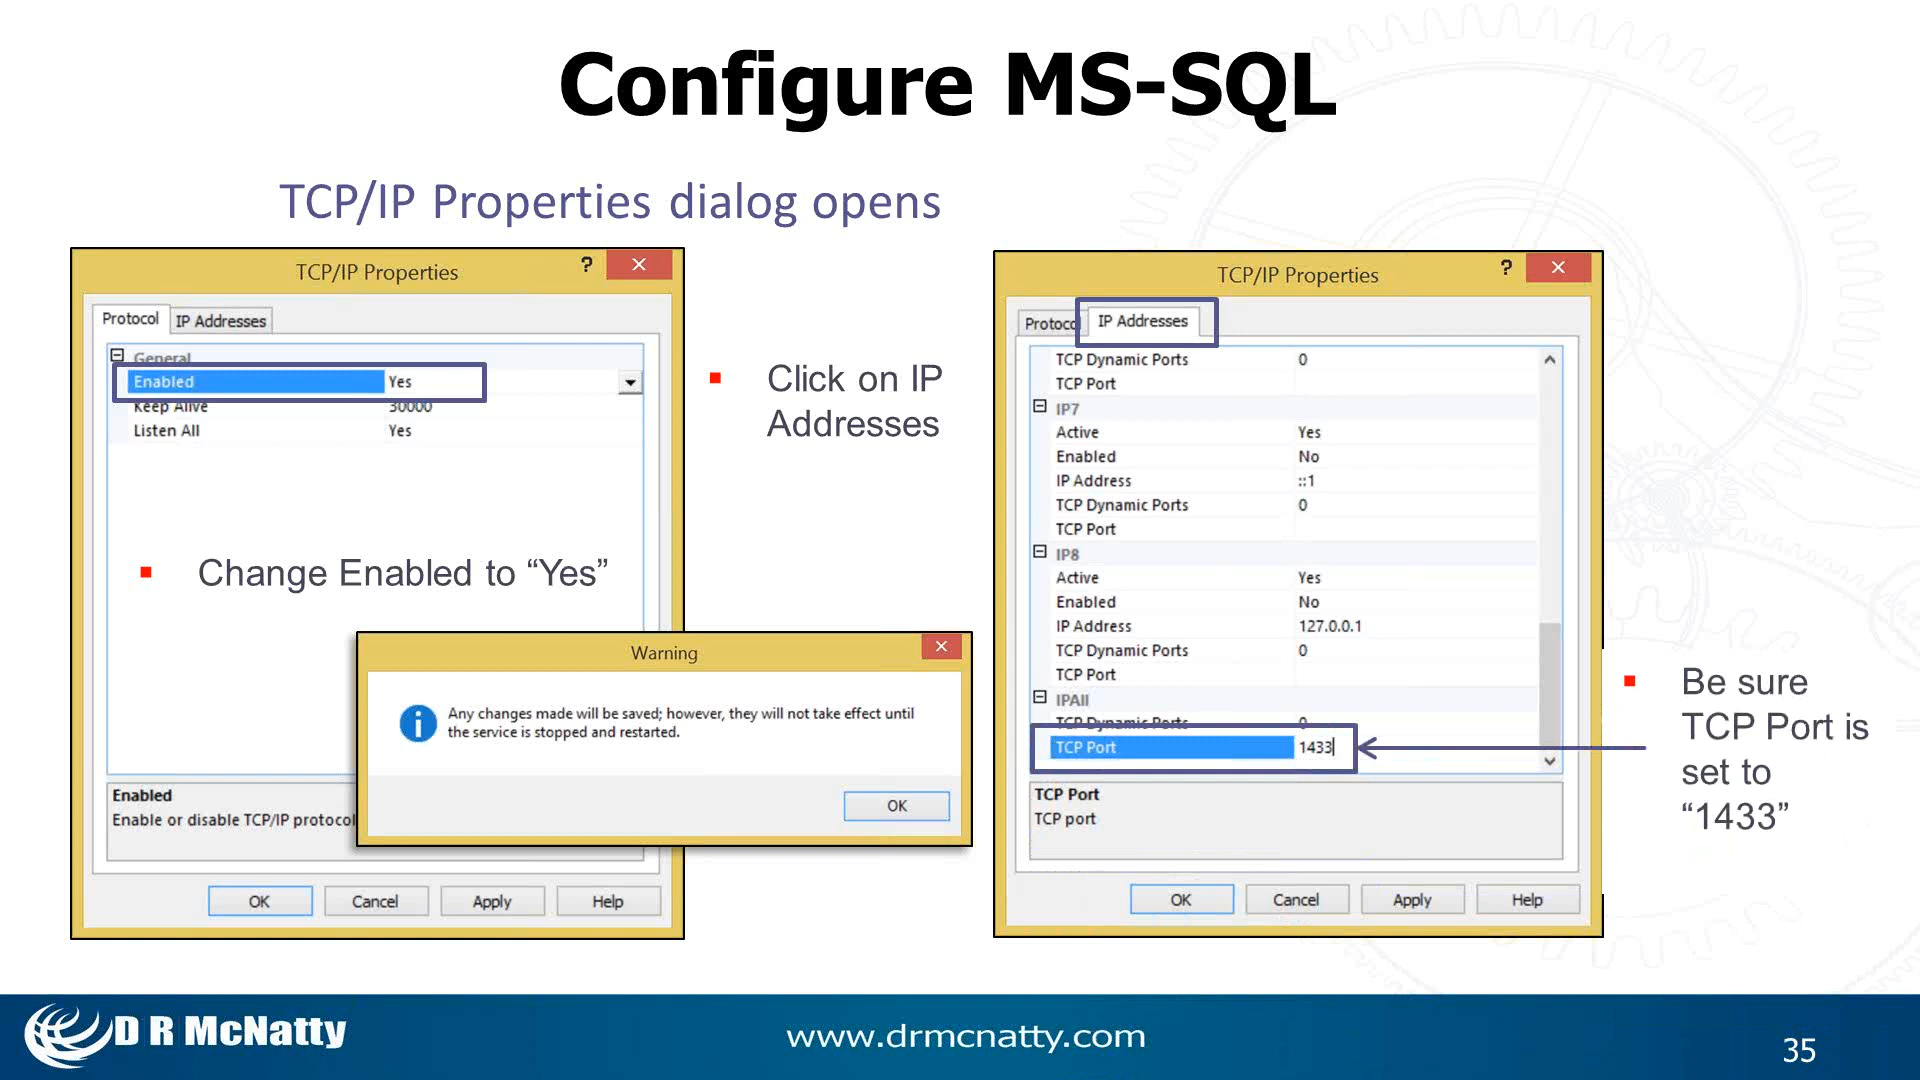 Configure MS-SQL
TCP/IP Properties dialog opens
TCP/IP Properties
?
Protocol
IP Addresses
General
Enabled Yes
Keep Alive 30000
Listen All Yes
Change Enabled to “Yes”
Enabled
Enable or disable TCP/IP protocol
OK Cancel Apply Help
Warning
Any changes made will be saved; however, they will not take effect until
the service is stopped and restarted.
OK
Click on IP
Addresses
TCP/IP Properties
?
Protocol
IP Addresses
TCP Dynamic Ports 0
TCP Port
IP7
Active Yes
Enabled No
IP Address ::1
TCP Dynamic Ports 0
TCP Port
IP8
Active Yes
Enabled No
IP Address 127.0.0.1
TCP Dynamic Ports 0
TCP Port
IPAll
TCP Dynamic Ports 0
TCP Port 1433
TCP Port
TCP port
OK Cancel Apply Help
Be sure
TCP Port is
set to
“1433”
D R McNatty
www.drmcnatty.com
35